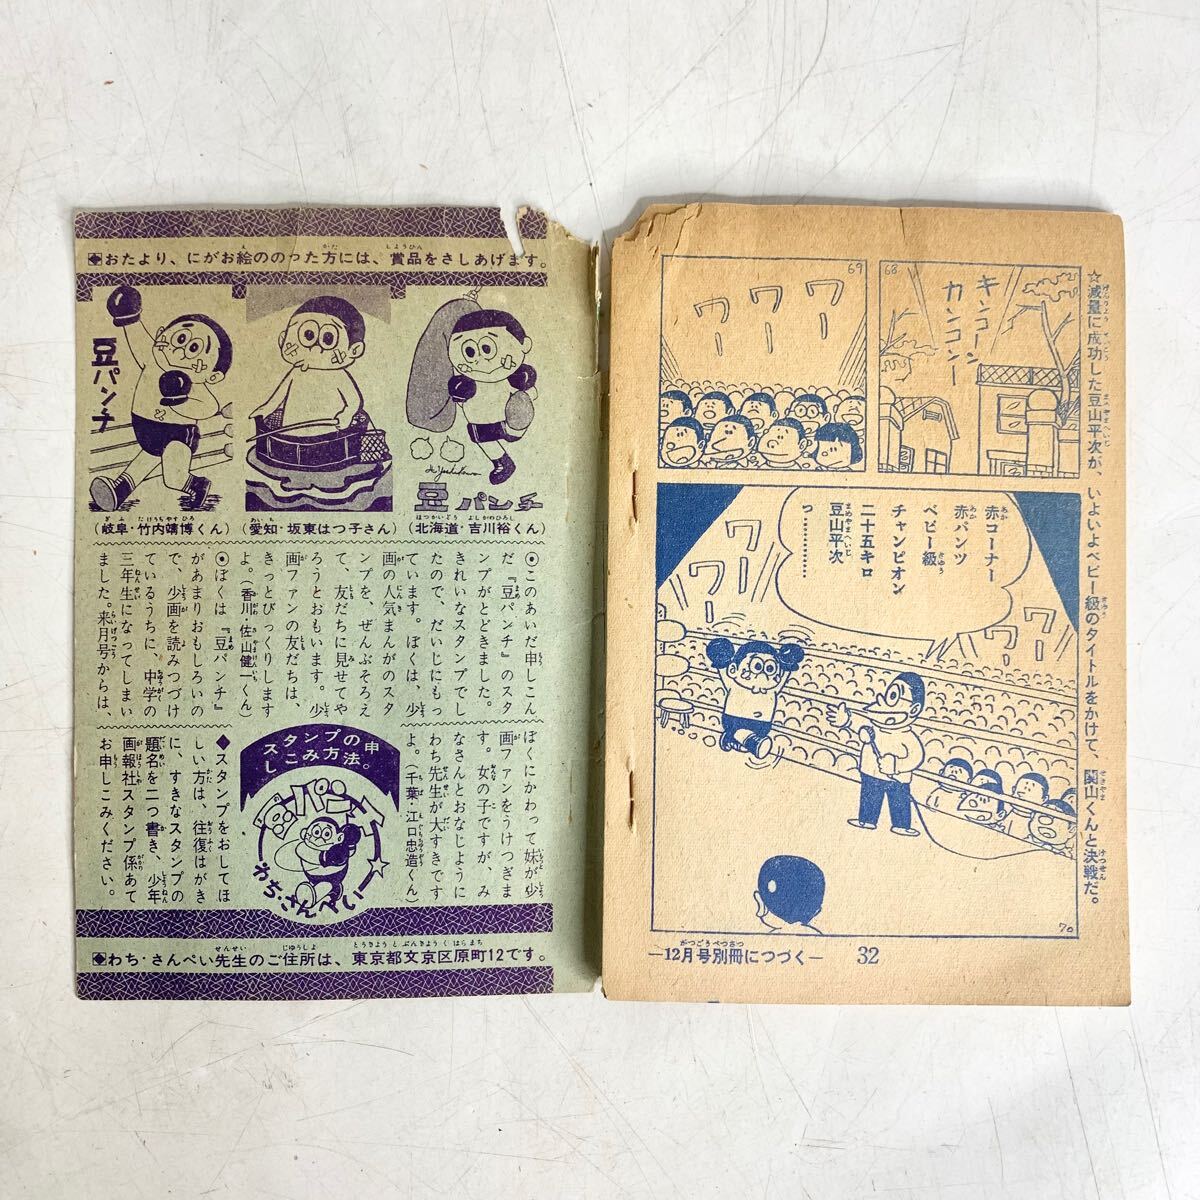 ◆おたより、にがお絵ののった方には、賞品をさしあげます。
豆パンチ
豆パンチ
(岐阜・竹内靖博くん)
(愛知・坂東はつ子さん)
(北海道・吉川裕くん)
◉このあいだ申しこん
だ『豆パンチ』のスタ
ンプがとどきました。
きれいなスタンプでし
たので、だいじにもっ
ています。ぼくは、少
画の人気まんがのスタ
ンプを、ぜんぶそろえ
て、友だちに見せてや
ろうとおもいます。少
画ファンの友だちは、
きっとびっくりします
よ。(香川・佐山健一くん)
◉ぼくは『豆パンチ』
があまりおもしろいの
で、少画を読みつづけ
ているうちに、中学の
三年生になってしまい
ました。来月号からは、
ぼくにかわって妹が少
画ファンをうけつぎま
す。女の子ですが、み
なさんとおなじように
わち先生が大すきです
よ。(千葉・江口忠造くん)
スタンプの申
しこみ方法。
豆パンチ
わち・さんぺい
◆スタンプをおしてほ
しい方は、往復はがき
に、すきなスタンプの
題名を二つ書き、少年
画報社スタンプ係あて
お申しこみください。
◆わち・さんぺい先生のご住所は、東京都文京区原町12です。
☆減量に成功した豆山平次が、いよいよベビー級のタイトルをかけて、関山くんと決戦だ。
68
キンコーン
カンコンー
69
ワー
ワー
ワー
ワー
赤コーナー
赤パンツ
ベビー級
チャンピオン
二十五キロ
豆山平次
っ…………
ワー
ワー
ワー
70
―12月号別冊につづく―
32